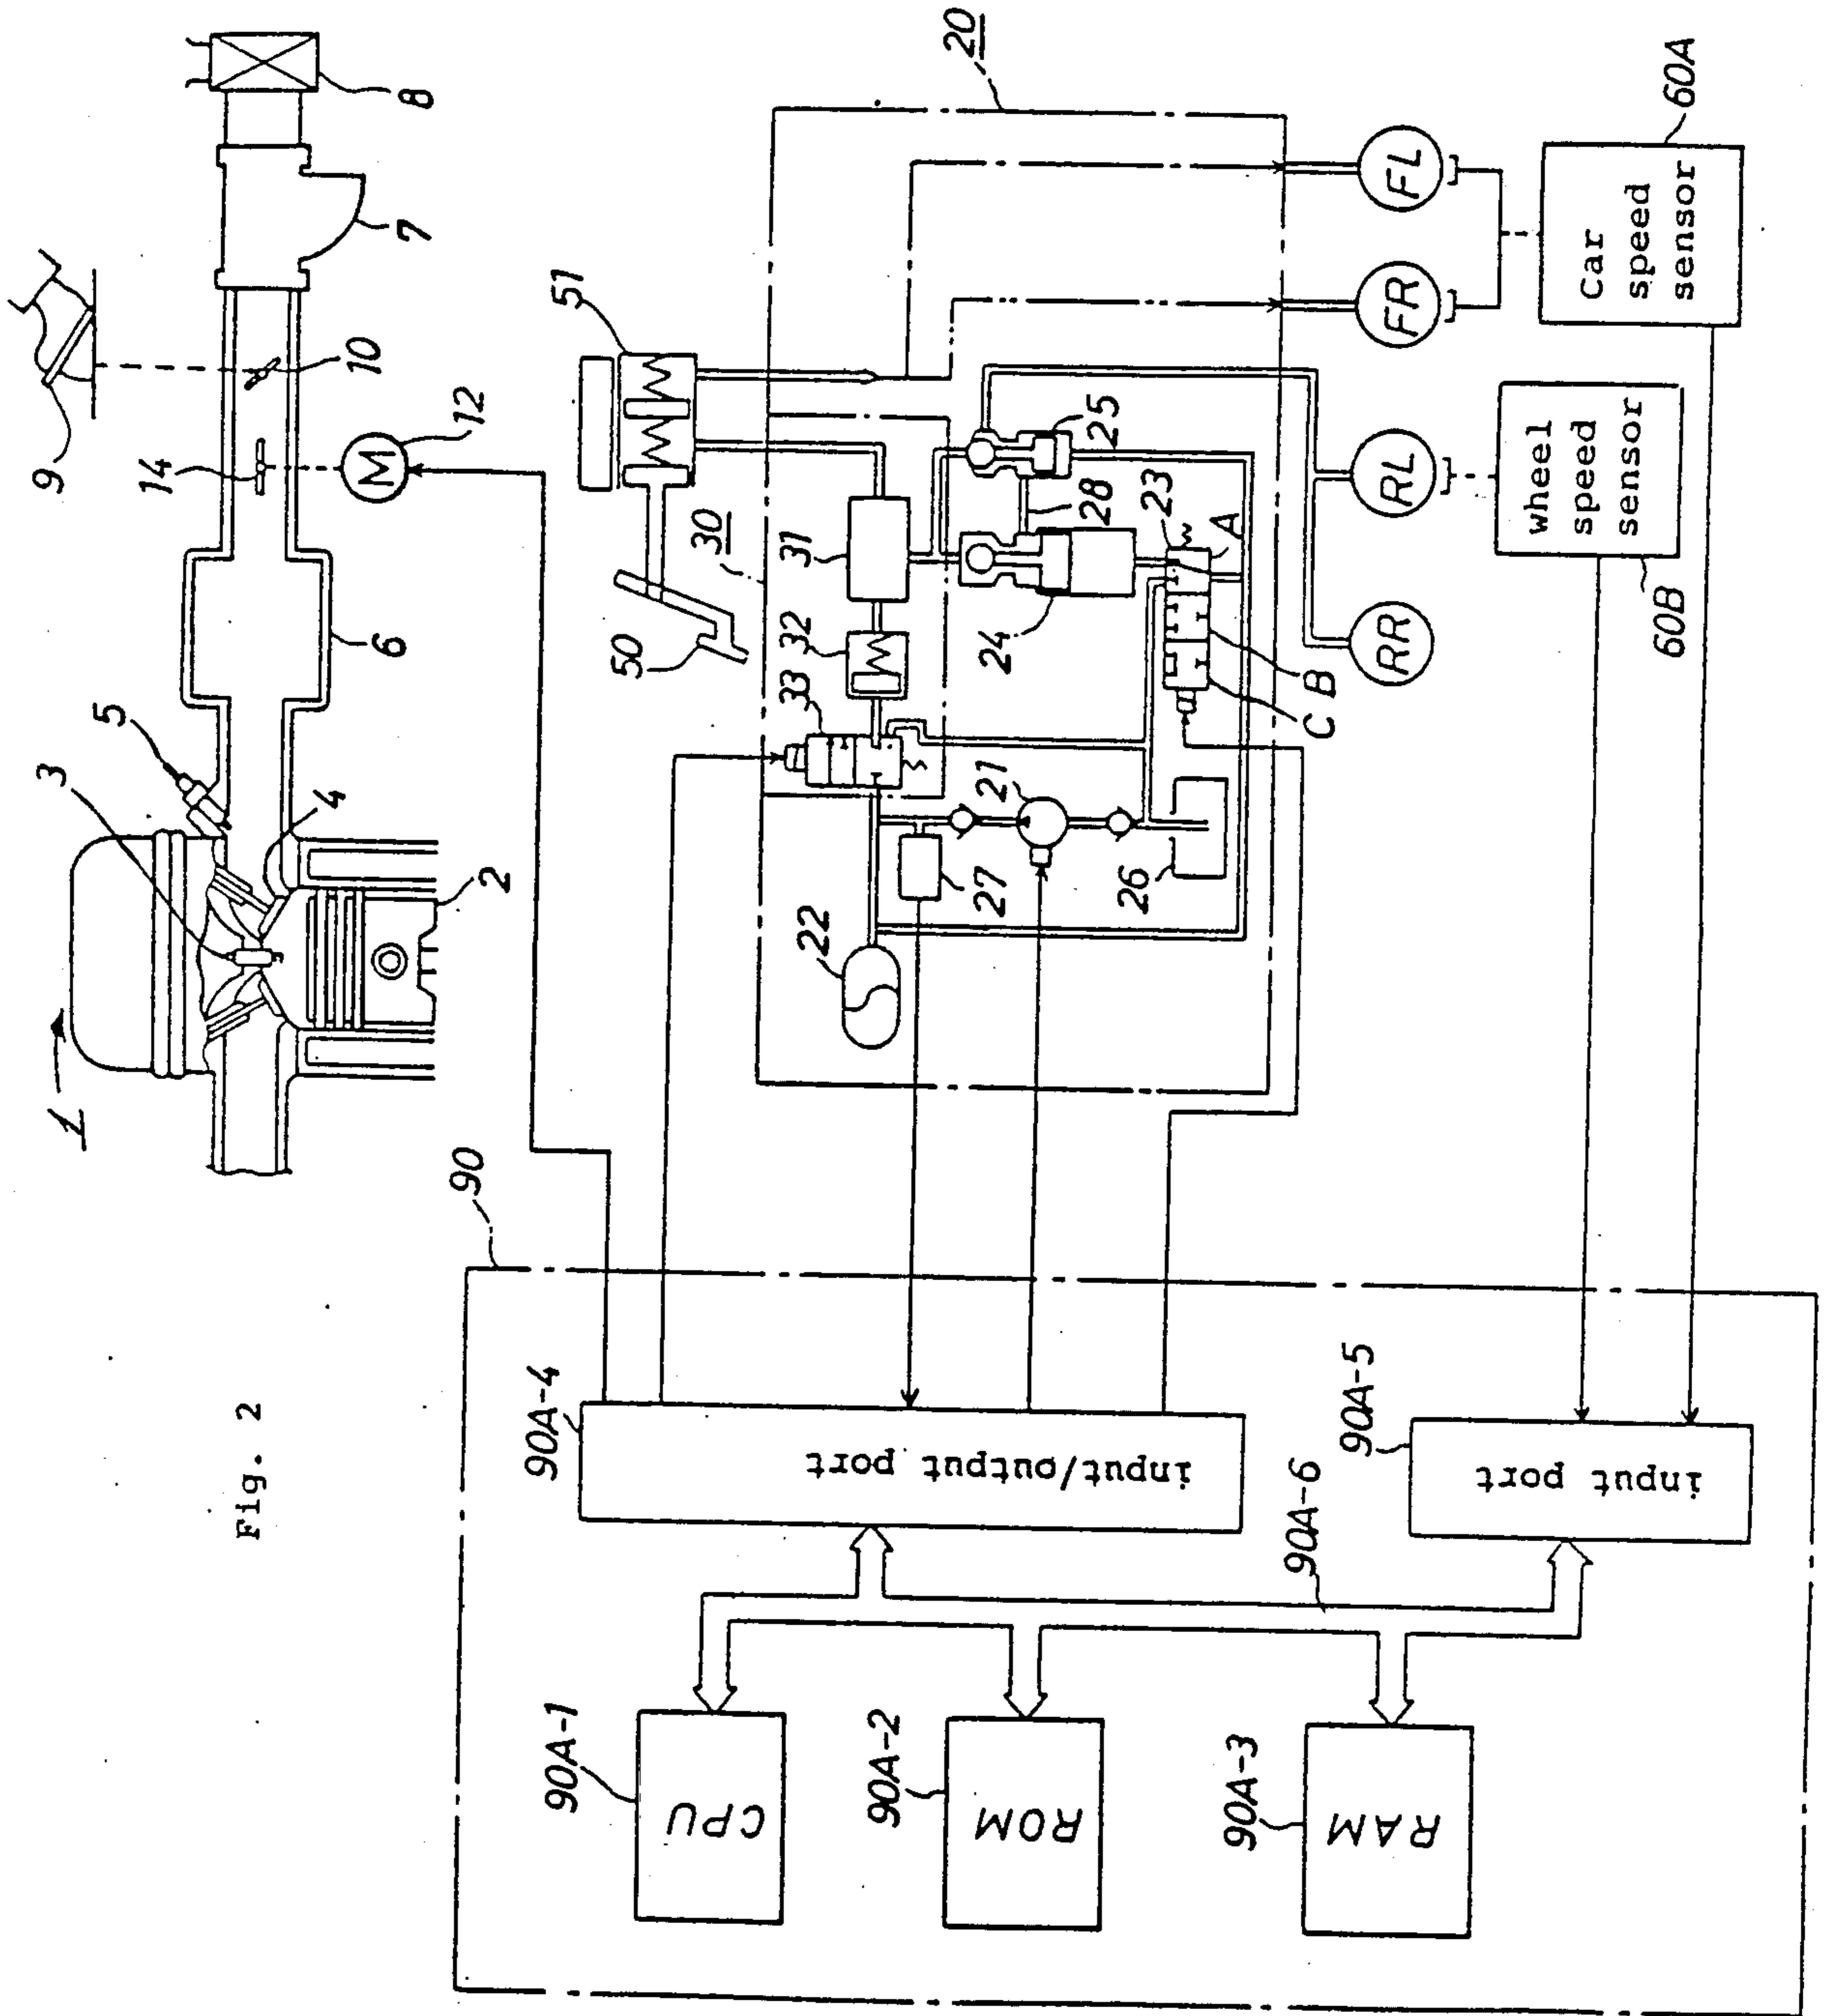 Fig. 2
1
2
3
4
5
6
7
8
9
10
12
M
14
20
30
50
51
31
32
33
21
22
23
24
25
26
27
28
A
B
C
FL
FR
RL
RR
Car
speed
sensor
60A
wheel
speed
sensor
60B
90
90A-4
input/output port
90A-5
input port
90A-6
90A-1
CPU
90A-2
ROM
90A-3
RAM